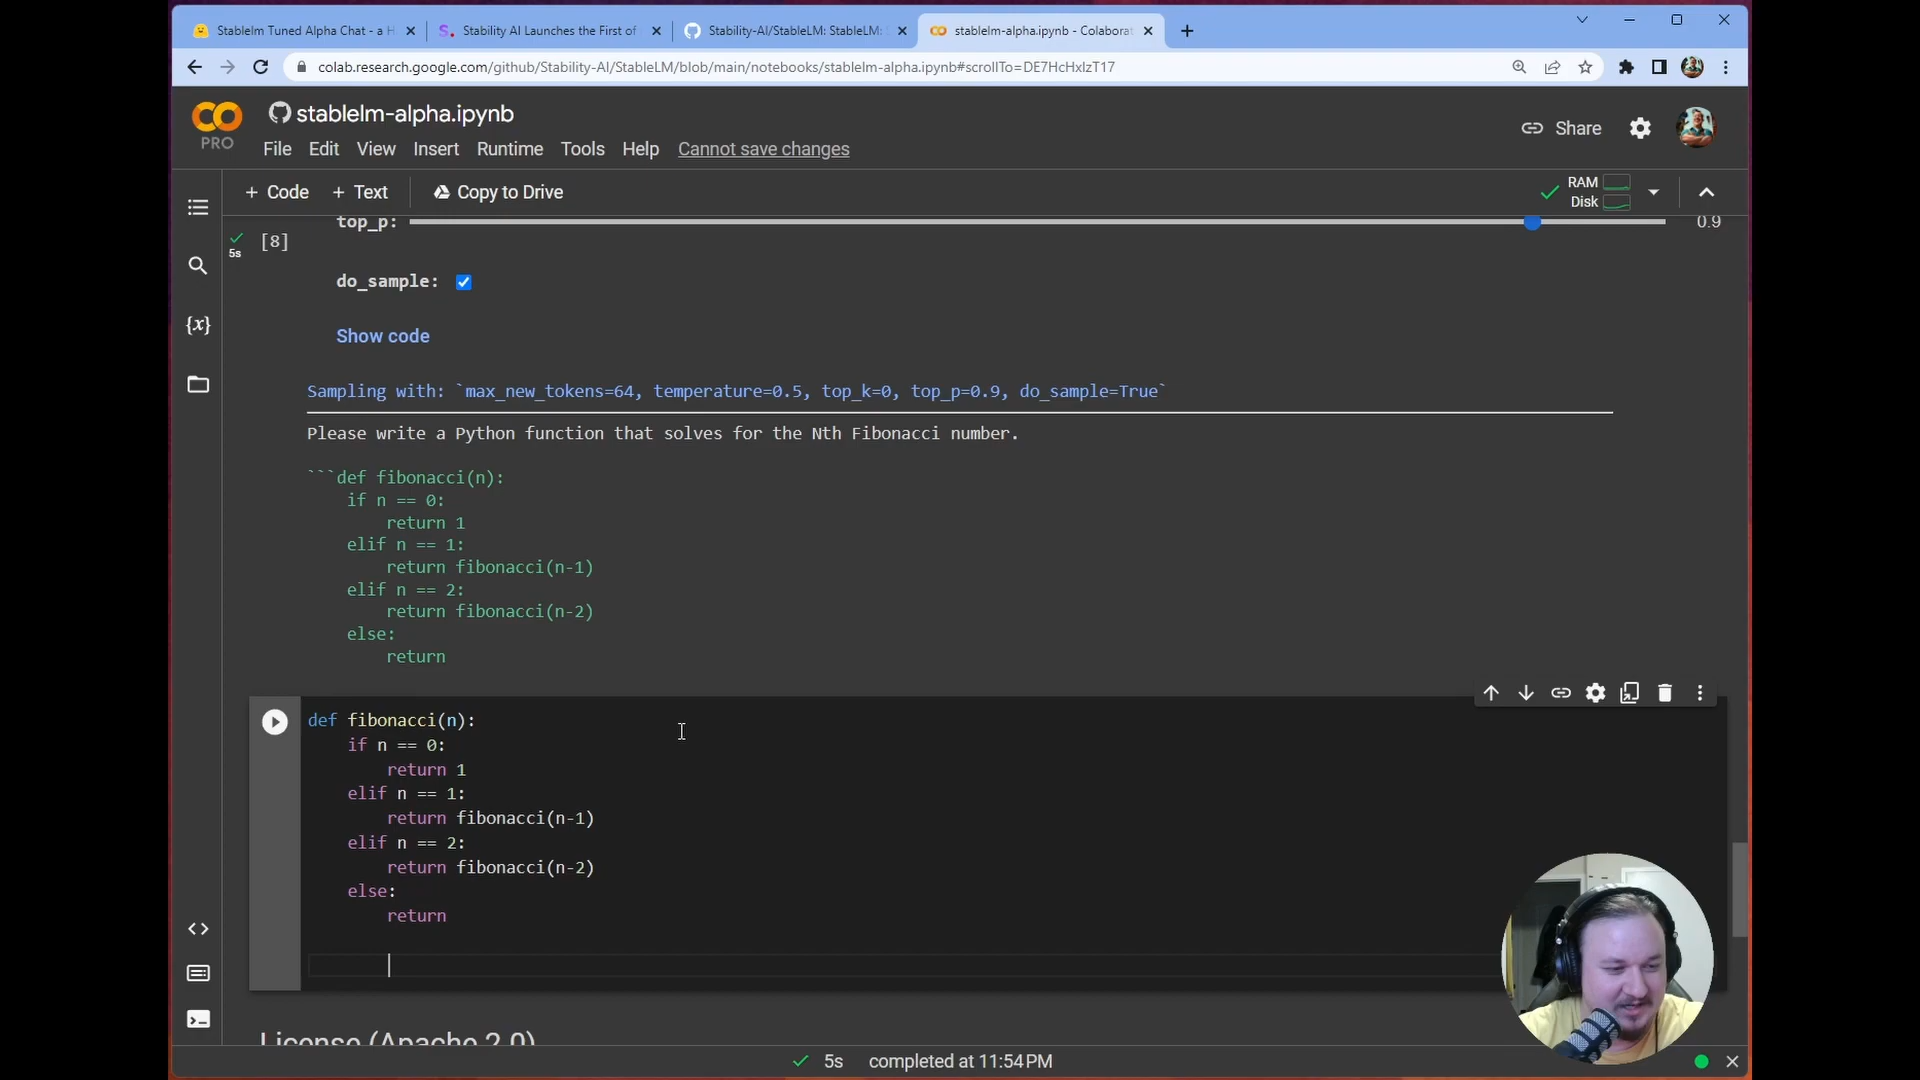 Stablelm Tuned Alpha Chat - a H
Stability AI Launches the First of
Stability-AI/StableLM: StableLM: S
stablelm-alpha.ipynb - Colaborat
colab.research.google.com/github/Stability-AI/StableLM/blob/main/notebooks/stablelm-alpha.ipynb#scrollTo=DE7HcHxIzT17
PRO
stablelm-alpha.ipynb
File Edit View Insert Runtime Tools Help Cannot save changes
Share
+ Code + Text Copy to Drive
RAM
Disk
top_p: 0.9
[8]
5s
do_sample:
Show code
Sampling with: `max_new_tokens=64, temperature=0.5, top_k=0, top_p=0.9, do_sample=True`
Please write a Python function that solves for the Nth Fibonacci number.
```def fibonacci(n):
if n == 0:
return 1
elif n == 1:
return fibonacci(n-1)
elif n == 2:
return fibonacci(n-2)
else:
return
def fibonacci(n):
if n == 0:
return 1
elif n == 1:
return fibonacci(n-1)
elif n == 2:
return fibonacci(n-2)
else:
return
License (Apache 2.0)
5s completed at 11:54 PM